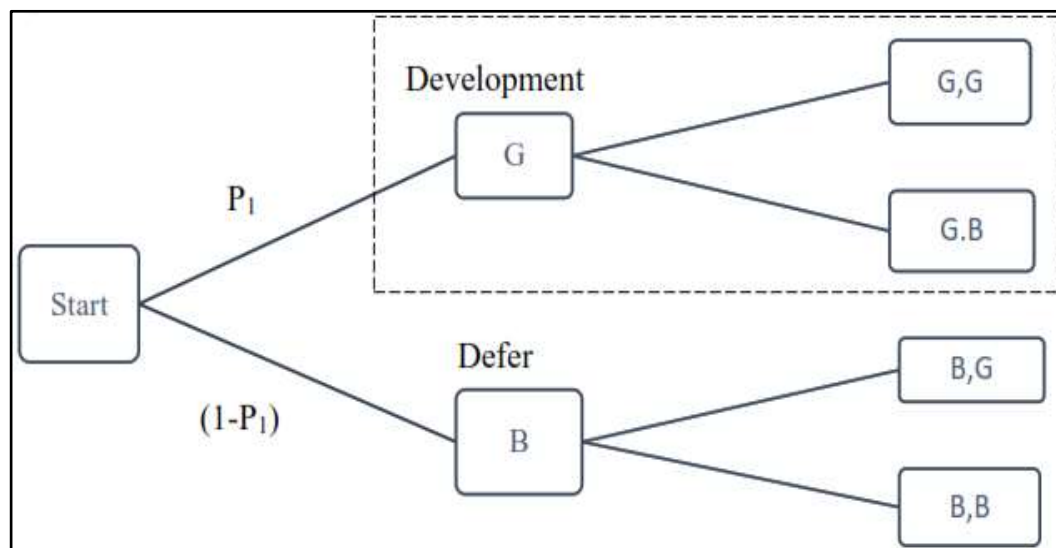 Development
G,G
G
P₁
G.B
Start
Defer
B,G
(1-P₁)
B
B,B